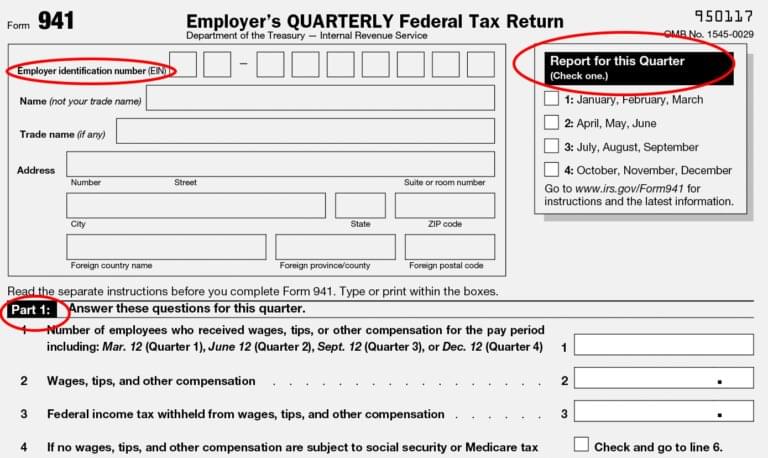 Form 941
Employer's QUARTERLY Federal Tax Return
Department of the Treasury — Internal Revenue Service
950117
OMB No. 1545-0029
Employer identification number (EIN)
–
Name (not your trade name)
Trade name (if any)
Address
Number Street Suite or room number
City State ZIP code
Foreign country name Foreign province/county Foreign postal code
Report for this Quarter
(Check one.)
1: January, February, March
2: April, May, June
3: July, August, September
4: October, November, December
Go to www.irs.gov/Form941 for
instructions and the latest information.
Read the separate instructions before you complete Form 941. Type or print within the boxes.
Part 1: Answer these questions for this quarter.
1 Number of employees who received wages, tips, or other compensation for the pay period
including: Mar. 12 (Quarter 1), June 12 (Quarter 2), Sept. 12 (Quarter 3), or Dec. 12 (Quarter 4) 1
2 Wages, tips, and other compensation . . . . . . . . . . . . . . . . . 2 .
3 Federal income tax withheld from wages, tips, and other compensation . . . . . . 3 .
4 If no wages, tips, and other compensation are subject to social security or Medicare tax Check and go to line 6.